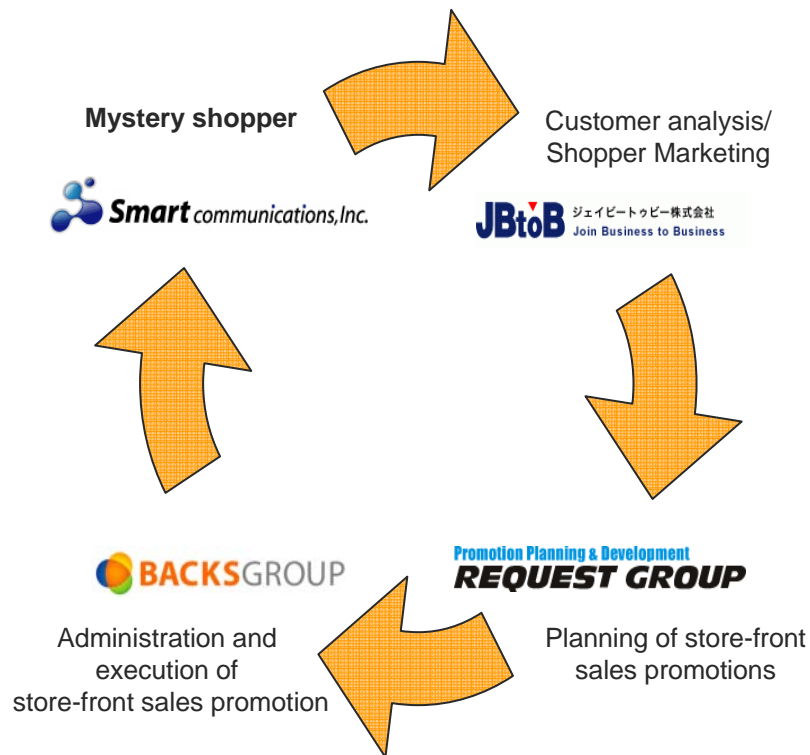 Mystery shopper
Smart communications,Inc.
Customer analysis/
Shopper Marketing
JBtoB ジェイビートゥビー株式会社
Join Business to Business
BACKSGROUP
Administration and
execution of
store-front sales promotion
Promotion Planning & Development
REQUEST GROUP
Planning of store-front
sales promotions